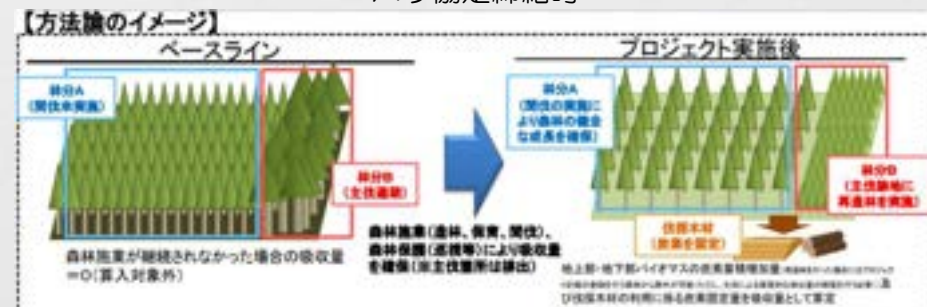 【方法論のイメージ】
ベースライン
プロジェクト実施後
林分A
(間伐未実施)
林分B
(主伐遅延)
森林施業が継続されなかった場合の吸収量
=0(算入対象外)
森林施業(造林、保育、間伐)、
森林保護(巡視等)により吸収量
を確保(※主伐箇所は排出)
林分A
(間伐の実施に
より森林の健全
な成長を確保)
林分B
(主伐跡地に
再造林を実施)
伐採木材
(炭素を固定)
地上部・地下部バイオマスの炭素蓄積増加量
び伐採木材の利用に係る炭素固定量を吸収量として算定